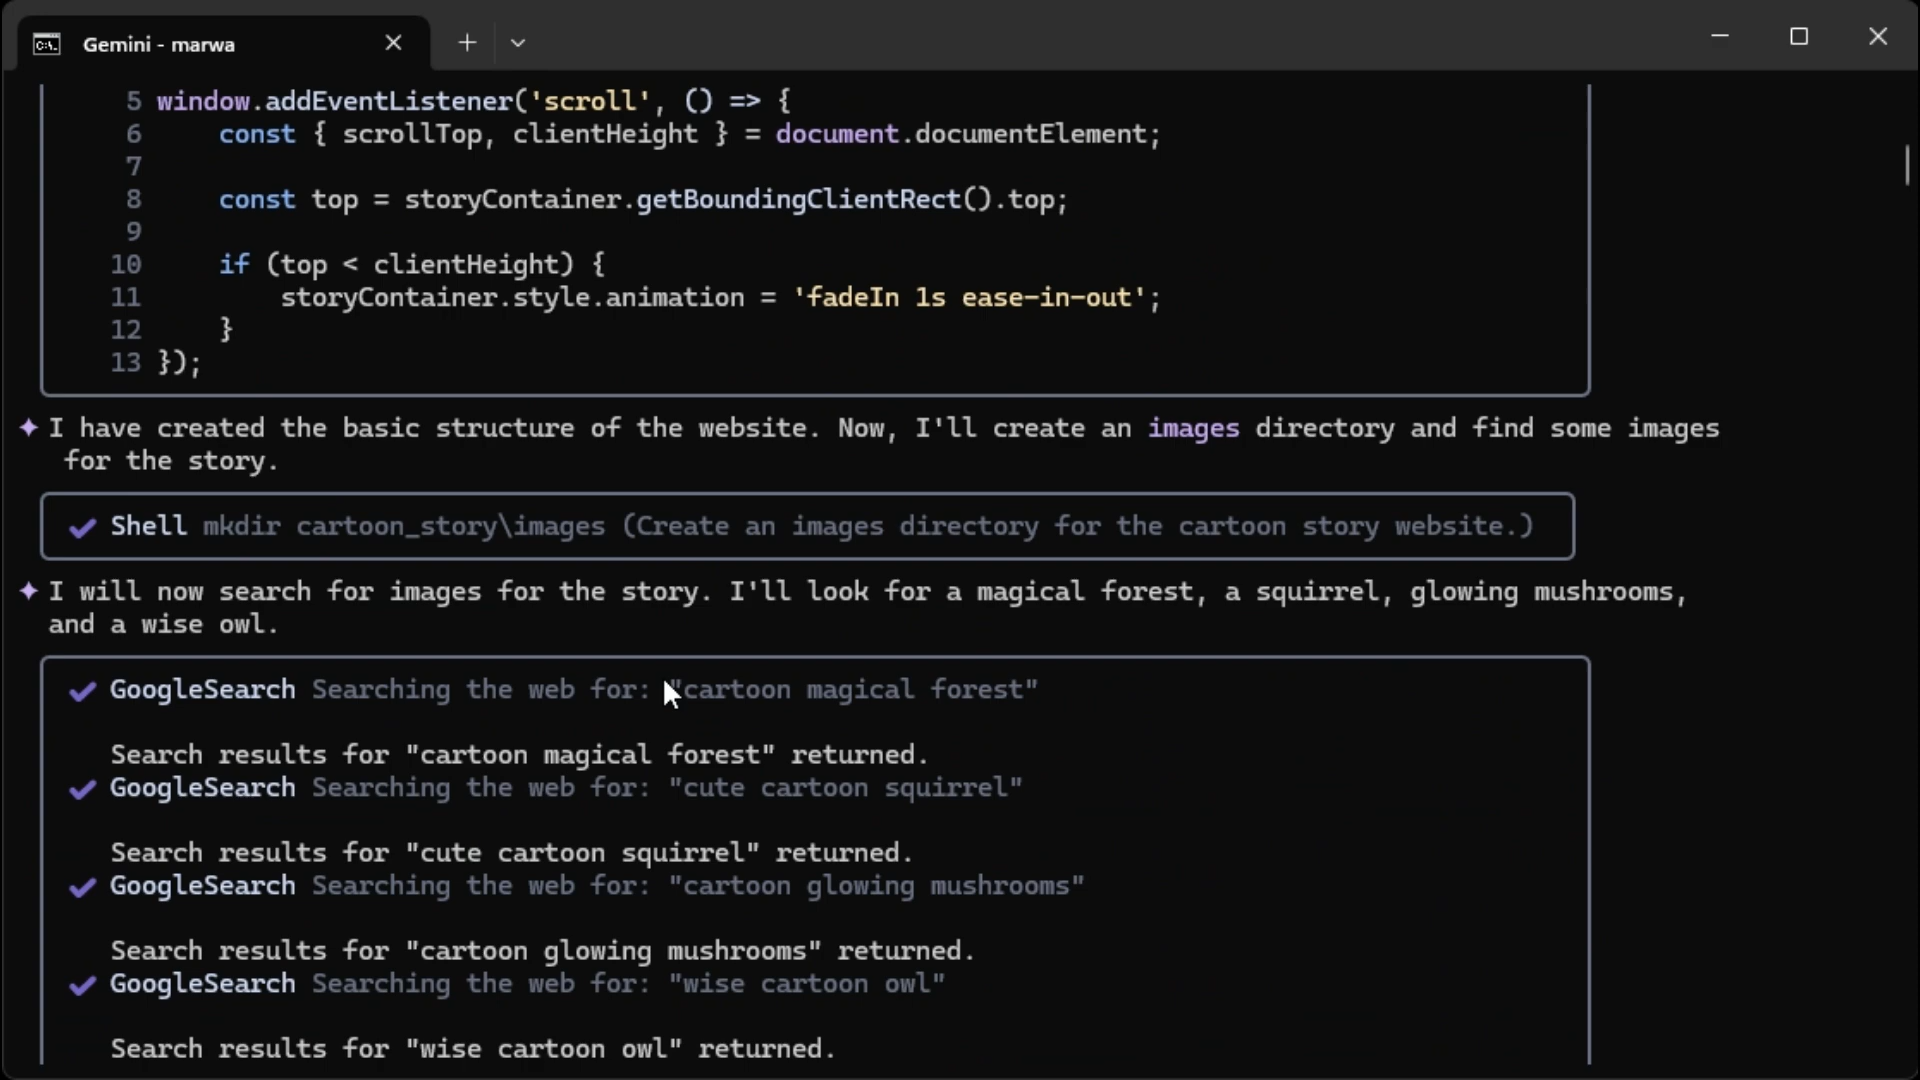 Gemini - marwa
5 window.addEventListener('scroll', () => {
6     const { scrollTop, clientHeight } = document.documentElement;
7
8     const top = storyContainer.getBoundingClientRect().top;
9
10     if (top < clientHeight) {
11         storyContainer.style.animation = 'fadeIn 1s ease-in-out';
12     }
13 });
✦ I have created the basic structure of the website. Now, I'll create an images directory and find some images
for the story.
✔ Shell mkdir cartoon_story\images (Create an images directory for the cartoon story website.)
✦ I will now search for images for the story. I'll look for a magical forest, a squirrel, glowing mushrooms,
and a wise owl.
✔ GoogleSearch Searching the web for: "cartoon magical forest"
Search results for "cartoon magical forest" returned.
✔ GoogleSearch Searching the web for: "cute cartoon squirrel"
Search results for "cute cartoon squirrel" returned.
✔ GoogleSearch Searching the web for: "cartoon glowing mushrooms"
Search results for "cartoon glowing mushrooms" returned.
✔ GoogleSearch Searching the web for: "wise cartoon owl"
Search results for "wise cartoon owl" returned.